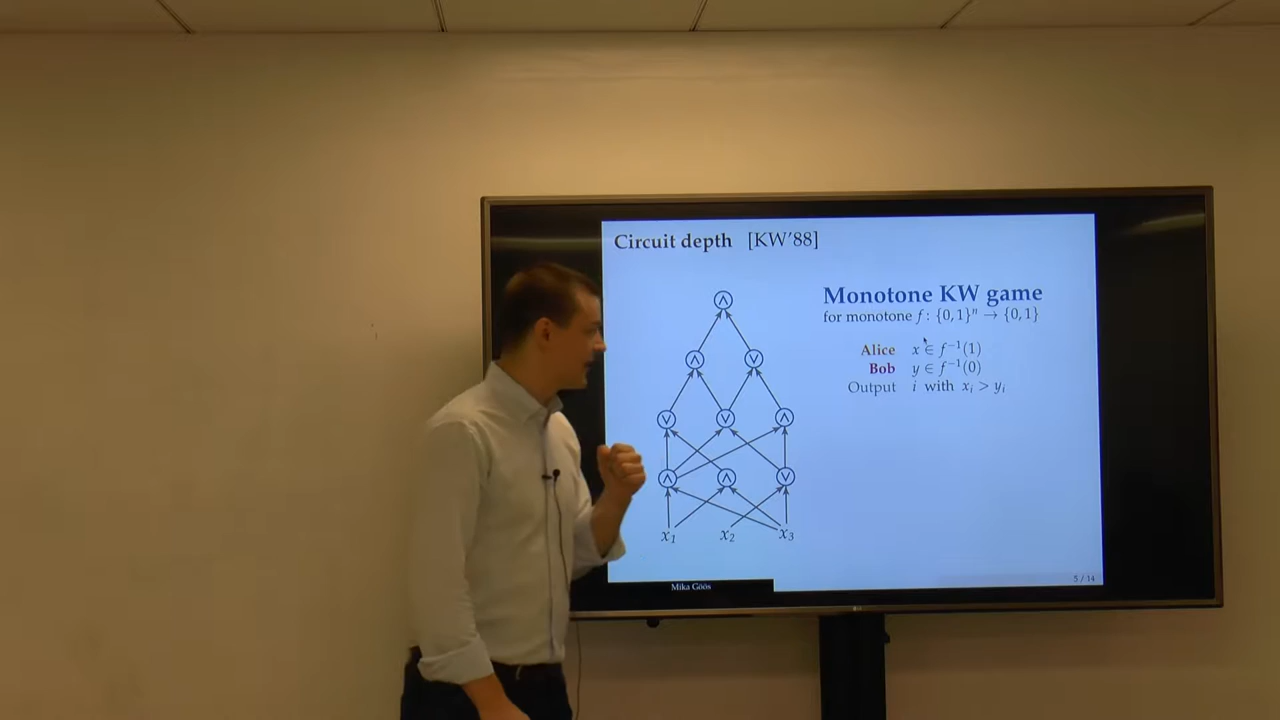 Circuit depth [KW'88]
Monotone KW game
for monotone f : {0, 1}ⁿ → {0, 1}
Alice x ∈ f⁻¹(1)
Bob y ∈ f⁻¹(0)
Output i with xᵢ > yᵢ
∧
∧ ∨
∨ ∨ ∧
∧ ∧ ∨
x₁ x₂ x₃
Mika Göös
5 / 14
LG